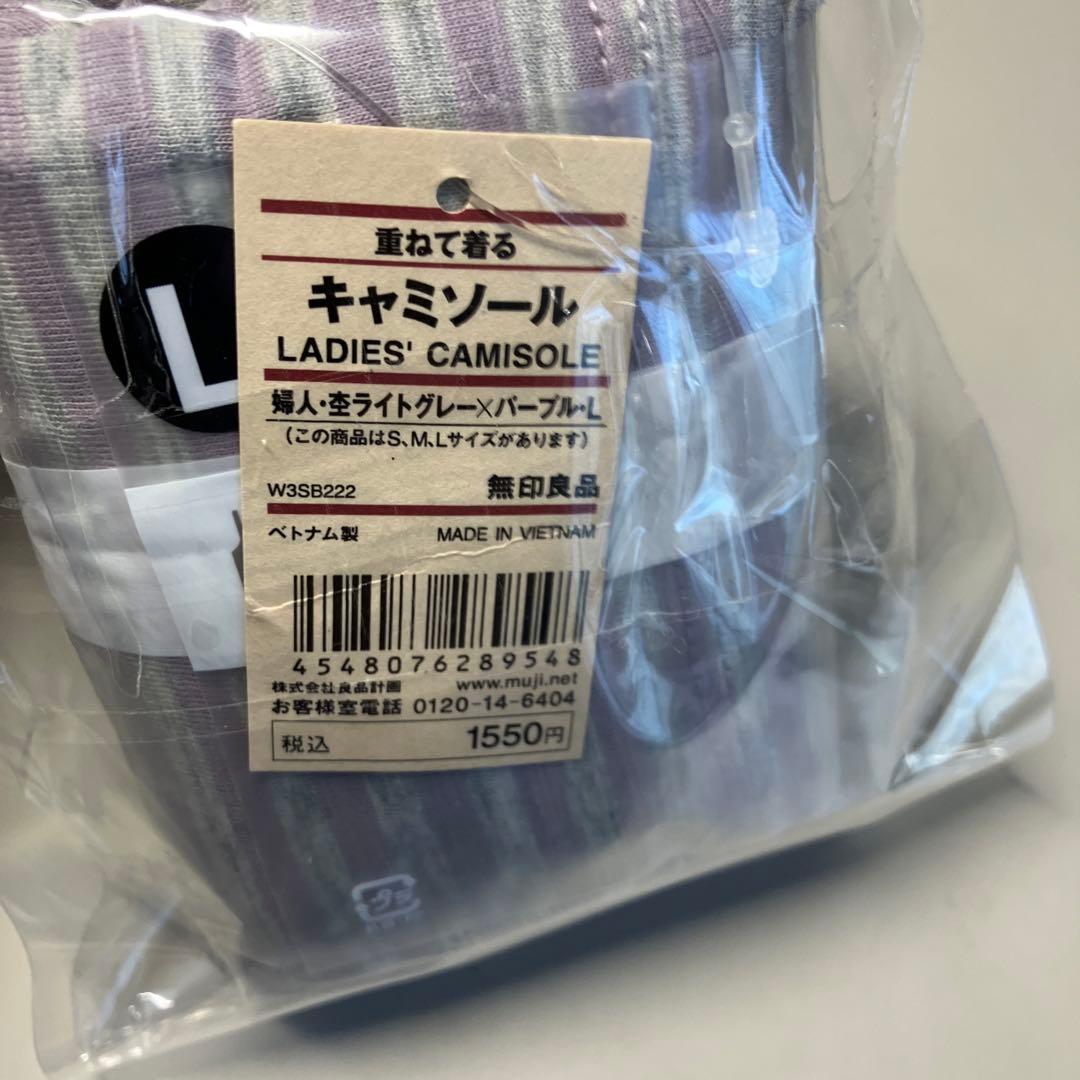 重ねて着る
キャミソール
LADIES' CAMISOLE
婦人・杢ライトグレー×パープル・L
(この商品はS、M、Lサイズがあります)
W3SB222 無印良品
ベトナム製 MADE IN VIETNAM
4548076289548
株式会社良品計画 www.muji.net
お客様室電話 0120-14-6404
税込 1550円
L
プラ